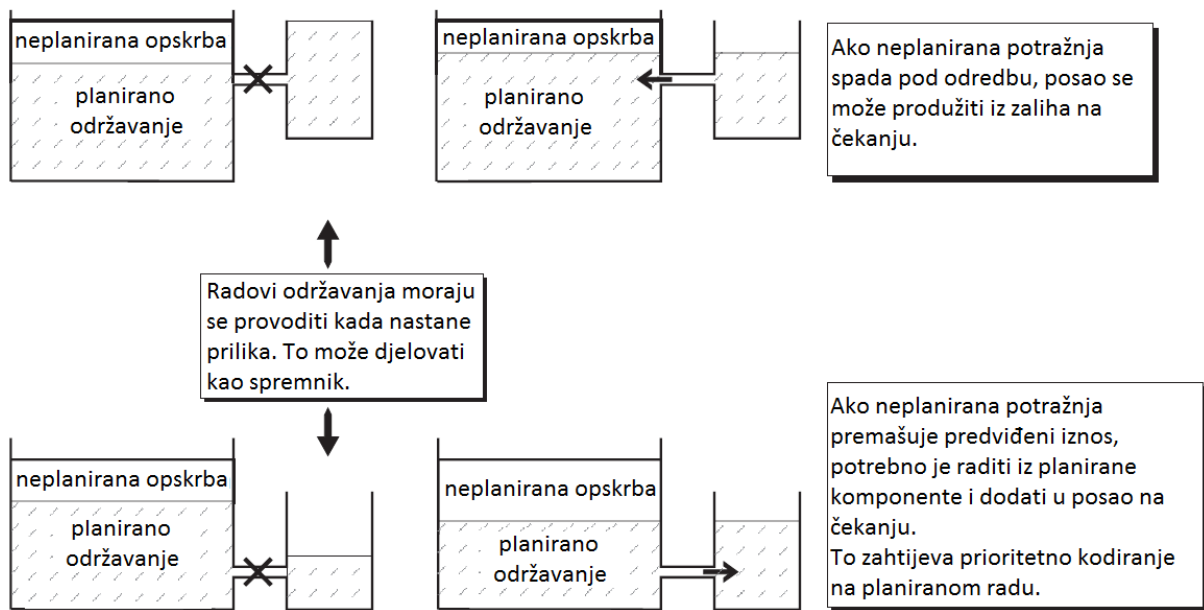 neplanirana opskrba
planirano
održavanje
neplanirana opskrba
planirano
održavanje
Ako neplanirana potražnja
spada pod odredbu, posao se
može produžiti iz zaliha na
čekanju.
Radovi održavanja moraju
se provoditi kada nastane
prilika. To može djelovati
kao spremnik.
neplanirana opskrba
planirano
održavanje
neplanirana opskrba
planirano
održavanje
Ako neplanirana potražnja
premašuje predviđeni iznos,
potrebno je raditi iz planirane
komponente i dodati u posao na
čekanju.
To zahtijeva prioritetno kodiranje
na planiranom radu.